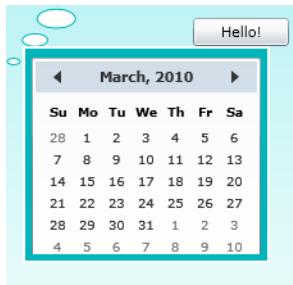 Hello!
March, 2010
Su Mo Tu We Th Fr Sa
28 1 2 3 4 5 6
7 8 9 10 11 12 13
14 15 16 17 18 19 20
21 22 23 24 25 26 27
28 29 30 31 1 2 3
4 5 6 7 8 9 10